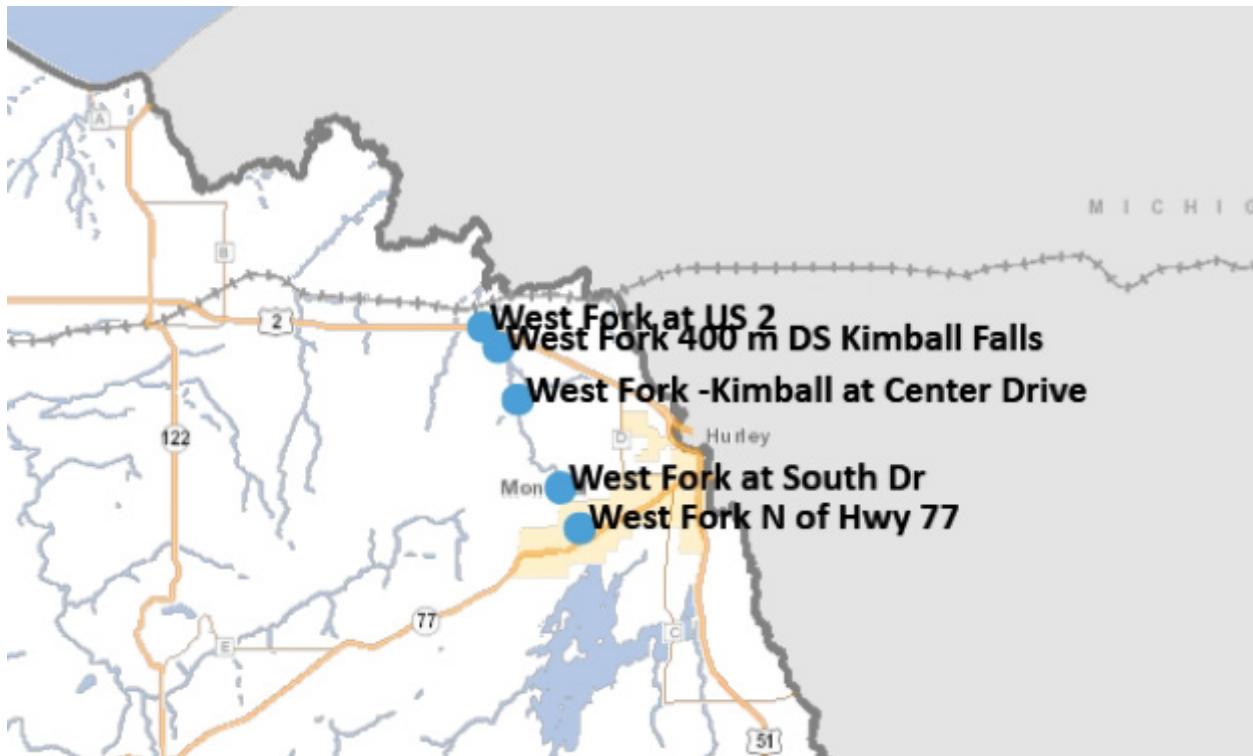 A
MICHIG
B
2
West Fork at US 2
West Fork 400 m DS Kimball Falls
West Fork -Kimball at Center Drive
122
D
Hurley
West Fork at South Dr
Mon
West Fork N of Hwy 77
77
C
E
51